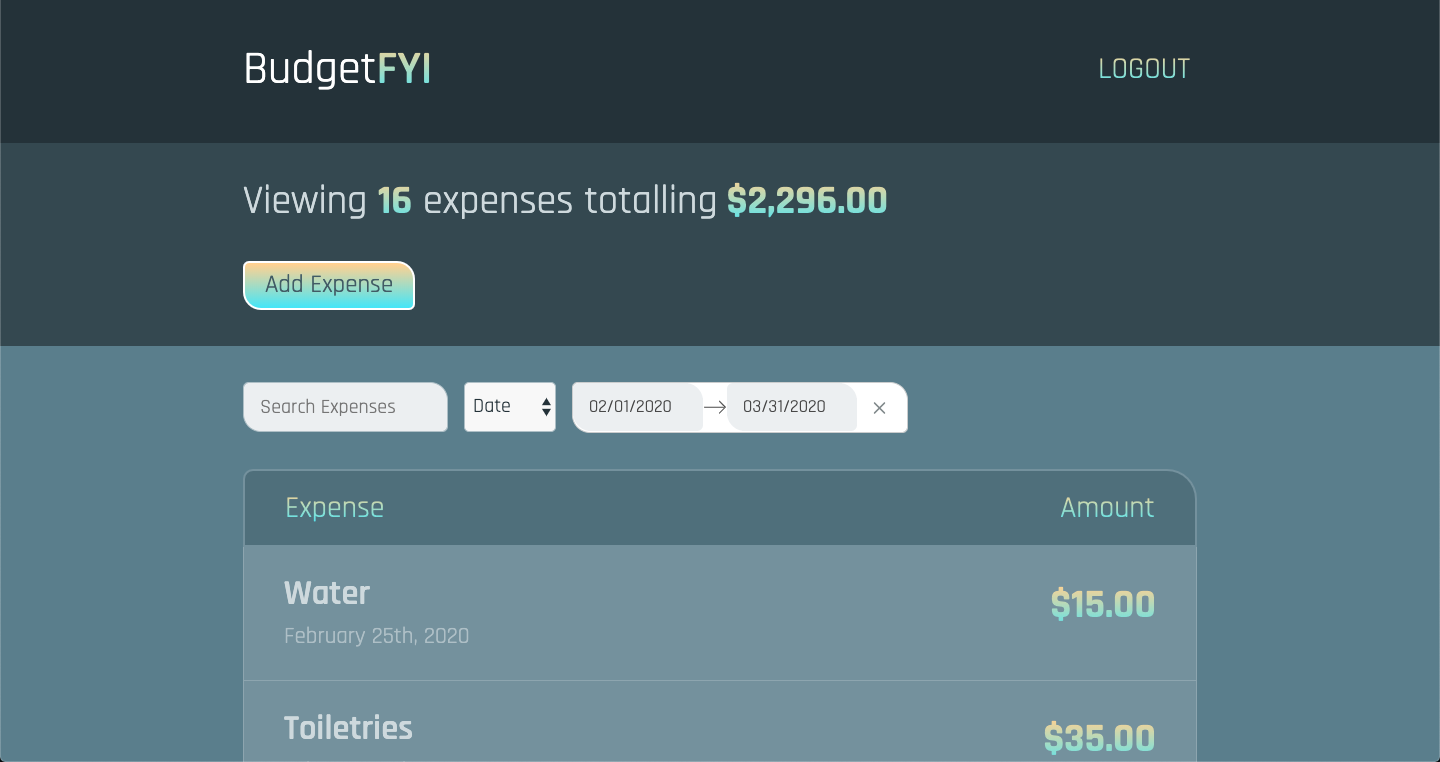 BudgetFYI
LOGOUT
Viewing 16 expenses totalling $2,296.00
Add Expense
Search Expenses
Date
02/01/2020
03/31/2020
Expense
Amount
Water
$15.00
February 25th, 2020
Toiletries
$35.00